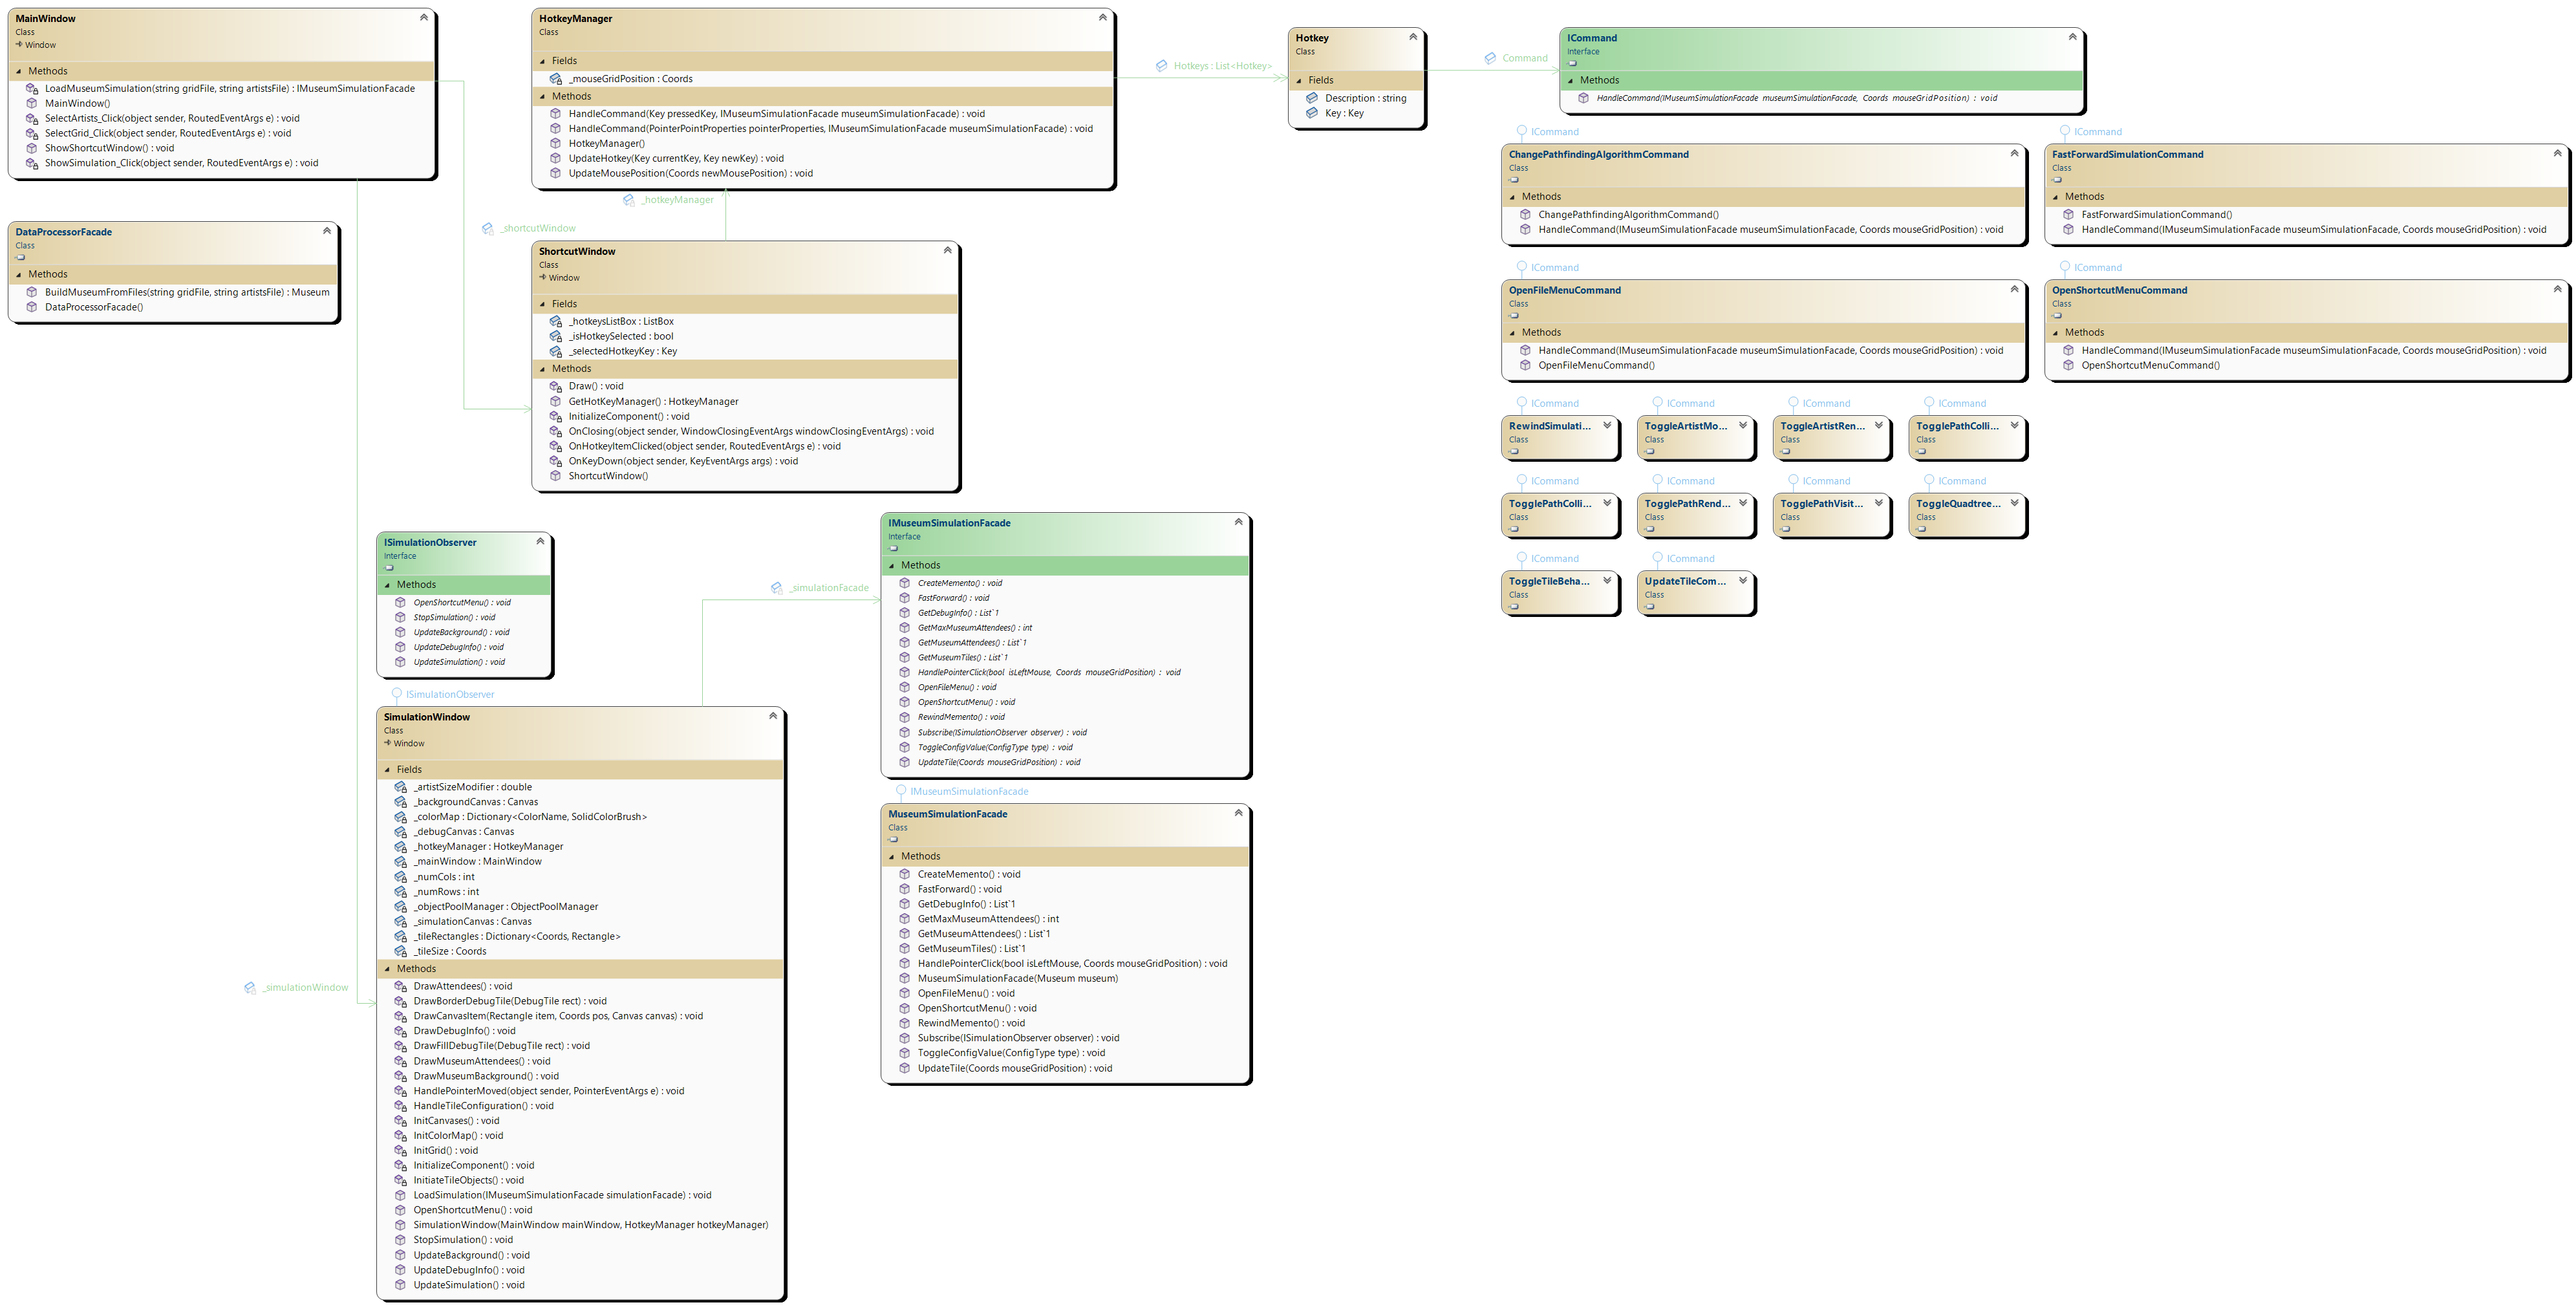 MainWindow
Class
Window
Methods
LoadMuseumSimulation(string gridFile, string artistsFile) : IMuseumSimulationFacade
MainWindow()
SelectArtists_Click(object sender, RoutedEventArgs e) : void
SelectGrid_Click(object sender, RoutedEventArgs e) : void
ShowShortcutWindow() : void
ShowSimulation_Click(object sender, RoutedEventArgs e) : void
DataProcessorFacade
Class
Methods
BuildMuseumFromFiles(string gridFile, string artistsFile) : Museum
DataProcessorFacade()
HotkeyManager
Class
Fields
_mouseGridPosition : Coords
Methods
HandleCommand(Key pressedKey, IMuseumSimulationFacade museumSimulationFacade) : void
HandleCommand(PointerPointProperties pointerProperties, IMuseumSimulationFacade museumSimulationFacade) : void
HotkeyManager()
UpdateHotkey(Key currentKey, Key newKey) : void
UpdateMousePosition(Coords newMousePosition) : void
_hotkeyManager
_shortcutWindow
ShortcutWindow
Class
Window
Fields
_hotkeysListBox : ListBox
_isHotkeySelected : bool
_selectedHotkeyKey : Key
Methods
Draw() : void
GetHotKeyManager() : HotkeyManager
InitializeComponent() : void
OnClosing(object sender, WindowClosingEventArgs windowClosingEventArgs) : void
OnHotkeyItemClicked(object sender, RoutedEventArgs e) : void
OnKeyDown(object sender, KeyEventArgs args) : void
ShortcutWindow()
Hotkeys : List<Hotkey>
Hotkey
Class
Fields
Description : string
Key : Key
Command
ICommand
Interface
Methods
HandleCommand(IMuseumSimulationFacade museumSimulationFacade, Coords mouseGridPosition) : void
ICommand
ChangePathfindingAlgorithmCommand
Class
Methods
ChangePathfindingAlgorithmCommand()
HandleCommand(IMuseumSimulationFacade museumSimulationFacade, Coords mouseGridPosition) : void
ICommand
FastForwardSimulationCommand
Class
Methods
FastForwardSimulationCommand()
HandleCommand(IMuseumSimulationFacade museumSimulationFacade, Coords mouseGridPosition) : void
ICommand
OpenFileMenuCommand
Class
Methods
HandleCommand(IMuseumSimulationFacade museumSimulationFacade, Coords mouseGridPosition) : void
OpenFileMenuCommand()
ICommand
OpenShortcutMenuCommand
Class
Methods
HandleCommand(IMuseumSimulationFacade museumSimulationFacade, Coords mouseGridPosition) : void
OpenShortcutMenuCommand()
ICommand
RewindSimulati...
Class
ICommand
ToggleArtistMo...
Class
ICommand
ToggleArtistRen...
Class
ICommand
TogglePathColli...
Class
ICommand
TogglePathColli...
Class
ICommand
TogglePathRend...
Class
ICommand
TogglePathVisit...
Class
ICommand
ToggleQuadtree...
Class
ICommand
ToggleTileBeha...
Class
ICommand
UpdateTileCom...
Class
ISimulationObserver
Interface
Methods
OpenShortcutMenu() : void
StopSimulation() : void
UpdateBackground() : void
UpdateDebugInfo() : void
UpdateSimulation() : void
_simulationFacade
IMuseumSimulationFacade
Interface
Methods
CreateMemento() : void
FastForward() : void
GetDebugInfo() : List`1
GetMaxMuseumAttendees() : int
GetMuseumAttendees() : List`1
GetMuseumTiles() : List`1
HandlePointerClick(bool isLeftMouse, Coords mouseGridPosition) : void
OpenFileMenu() : void
OpenShortcutMenu() : void
RewindMemento() : void
Subscribe(ISimulationObserver observer) : void
ToggleConfigValue(ConfigType type) : void
UpdateTile(Coords mouseGridPosition) : void
IMuseumSimulationFacade
MuseumSimulationFacade
Class
Methods
CreateMemento() : void
FastForward() : void
GetDebugInfo() : List`1
GetMaxMuseumAttendees() : int
GetMuseumAttendees() : List`1
GetMuseumTiles() : List`1
HandlePointerClick(bool isLeftMouse, Coords mouseGridPosition) : void
MuseumSimulationFacade(Museum museum)
OpenFileMenu() : void
OpenShortcutMenu() : void
RewindMemento() : void
Subscribe(ISimulationObserver observer) : void
ToggleConfigValue(ConfigType type) : void
UpdateTile(Coords mouseGridPosition) : void
_simulationWindow
ISimulationObserver
SimulationWindow
Class
Window
Fields
_artistSizeModifier : double
_backgroundCanvas : Canvas
_colorMap : Dictionary<ColorName, SolidColorBrush>
_debugCanvas : Canvas
_hotkeyManager : HotkeyManager
_mainWindow : MainWindow
_numCols : int
_numRows : int
_objectPoolManager : ObjectPoolManager
_simulationCanvas : Canvas
_tileRectangles : Dictionary<Coords, Rectangle>
_tileSize : Coords
Methods
DrawAttendees() : void
DrawBorderDebugTile(DebugTile rect) : void
DrawCanvasItem(Rectangle item, Coords pos, Canvas canvas) : void
DrawDebugInfo() : void
DrawFillDebugTile(DebugTile rect) : void
DrawMuseumAttendees() : void
DrawMuseumBackground() : void
HandlePointerMoved(object sender, PointerEventArgs e) : void
HandleTileConfiguration() : void
InitCanvases() : void
InitColorMap() : void
InitGrid() : void
InitializeComponent() : void
InitiateTileObjects() : void
LoadSimulation(IMuseumSimulationFacade simulationFacade) : void
OpenShortcutMenu() : void
SimulationWindow(MainWindow mainWindow, HotkeyManager hotkeyManager)
StopSimulation() : void
UpdateBackground() : void
UpdateDebugInfo() : void
UpdateSimulation() : void